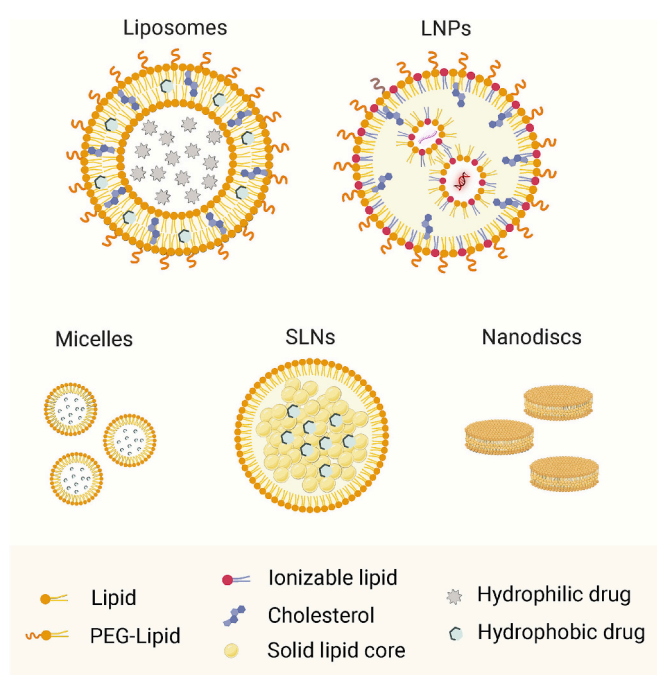 Liposomes
LNPs
Micelles
SLNs
Nanodiscs
Lipid
PEG-Lipid
Ionizable lipid
Cholesterol
Solid lipid core
Hydrophilic drug
Hydrophobic drug